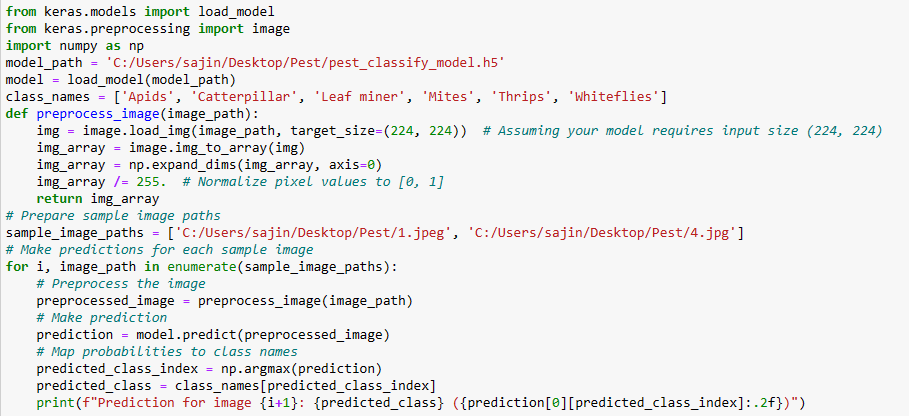 from keras.models import load_model
from keras.preprocessing import image
import numpy as np
model_path = 'C:/Users/sajin/Desktop/Pest/pest_classify_model.h5'
model = load_model(model_path)
class_names = ['Apids', 'Catterpillar', 'Leaf miner', 'Mites', 'Thrips', 'Whiteflies']
def preprocess_image(image_path):
    img = image.load_img(image_path, target_size=(224, 224))  # Assuming your model requires input size (224, 224)
    img_array = image.img_to_array(img)
    img_array = np.expand_dims(img_array, axis=0)
    img_array /= 255.  # Normalize pixel values to [0, 1]
    return img_array
# Prepare sample image paths
sample_image_paths = ['C:/Users/sajin/Desktop/Pest/1.jpeg', 'C:/Users/sajin/Desktop/Pest/4.jpg']
# Make predictions for each sample image
for i, image_path in enumerate(sample_image_paths):
    # Preprocess the image
    preprocessed_image = preprocess_image(image_path)
    # Make prediction
    prediction = model.predict(preprocessed_image)
    # Map probabilities to class names
    predicted_class_index = np.argmax(prediction)
    predicted_class = class_names[predicted_class_index]
    print(f"Prediction for image {i+1}: {predicted_class} ({prediction[0][predicted_class_index]:.2f})")